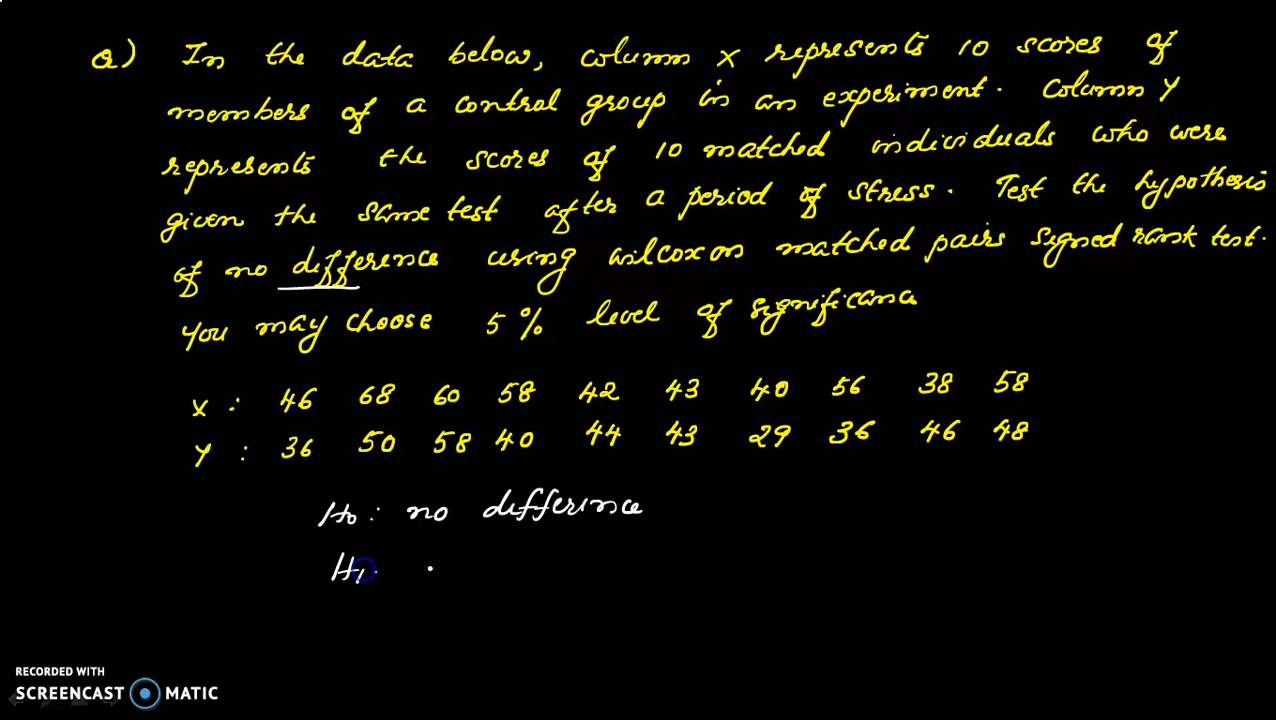 Q) In the data below, column X represents 10 scores of
members of a control group in an experiment. Column Y
represents the scores of 10 matched individuals who were
given the same test after a period of stress. Test the hypothesis
of no difference using wilcoxon matched pairs signed rank test.
You may choose 5% level of significance
X : 46 68 60 58 42 43 40 56 38 58
Y : 36 50 58 40 44 43 29 36 46 48
H0 : no difference
H1
RECORDED WITH
SCREENCAST MATIC